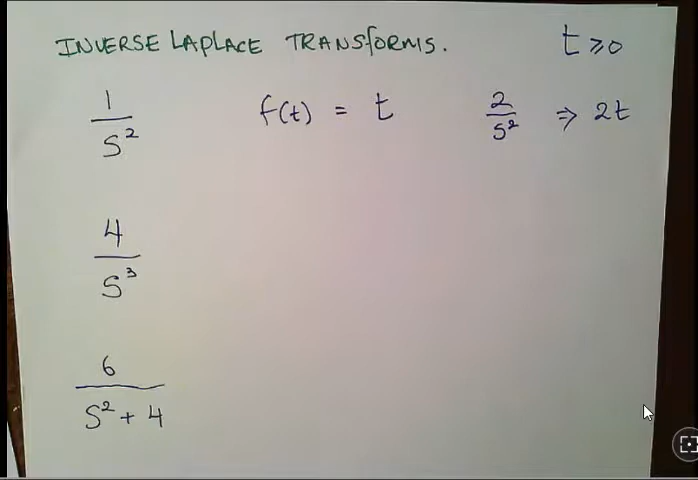 INVERSE LAPLACE TRANSFORMS. t ≥ 0
1/S² f(t) = t 2/S² ⇒ 2t
4/S³
6/(S² + 4)